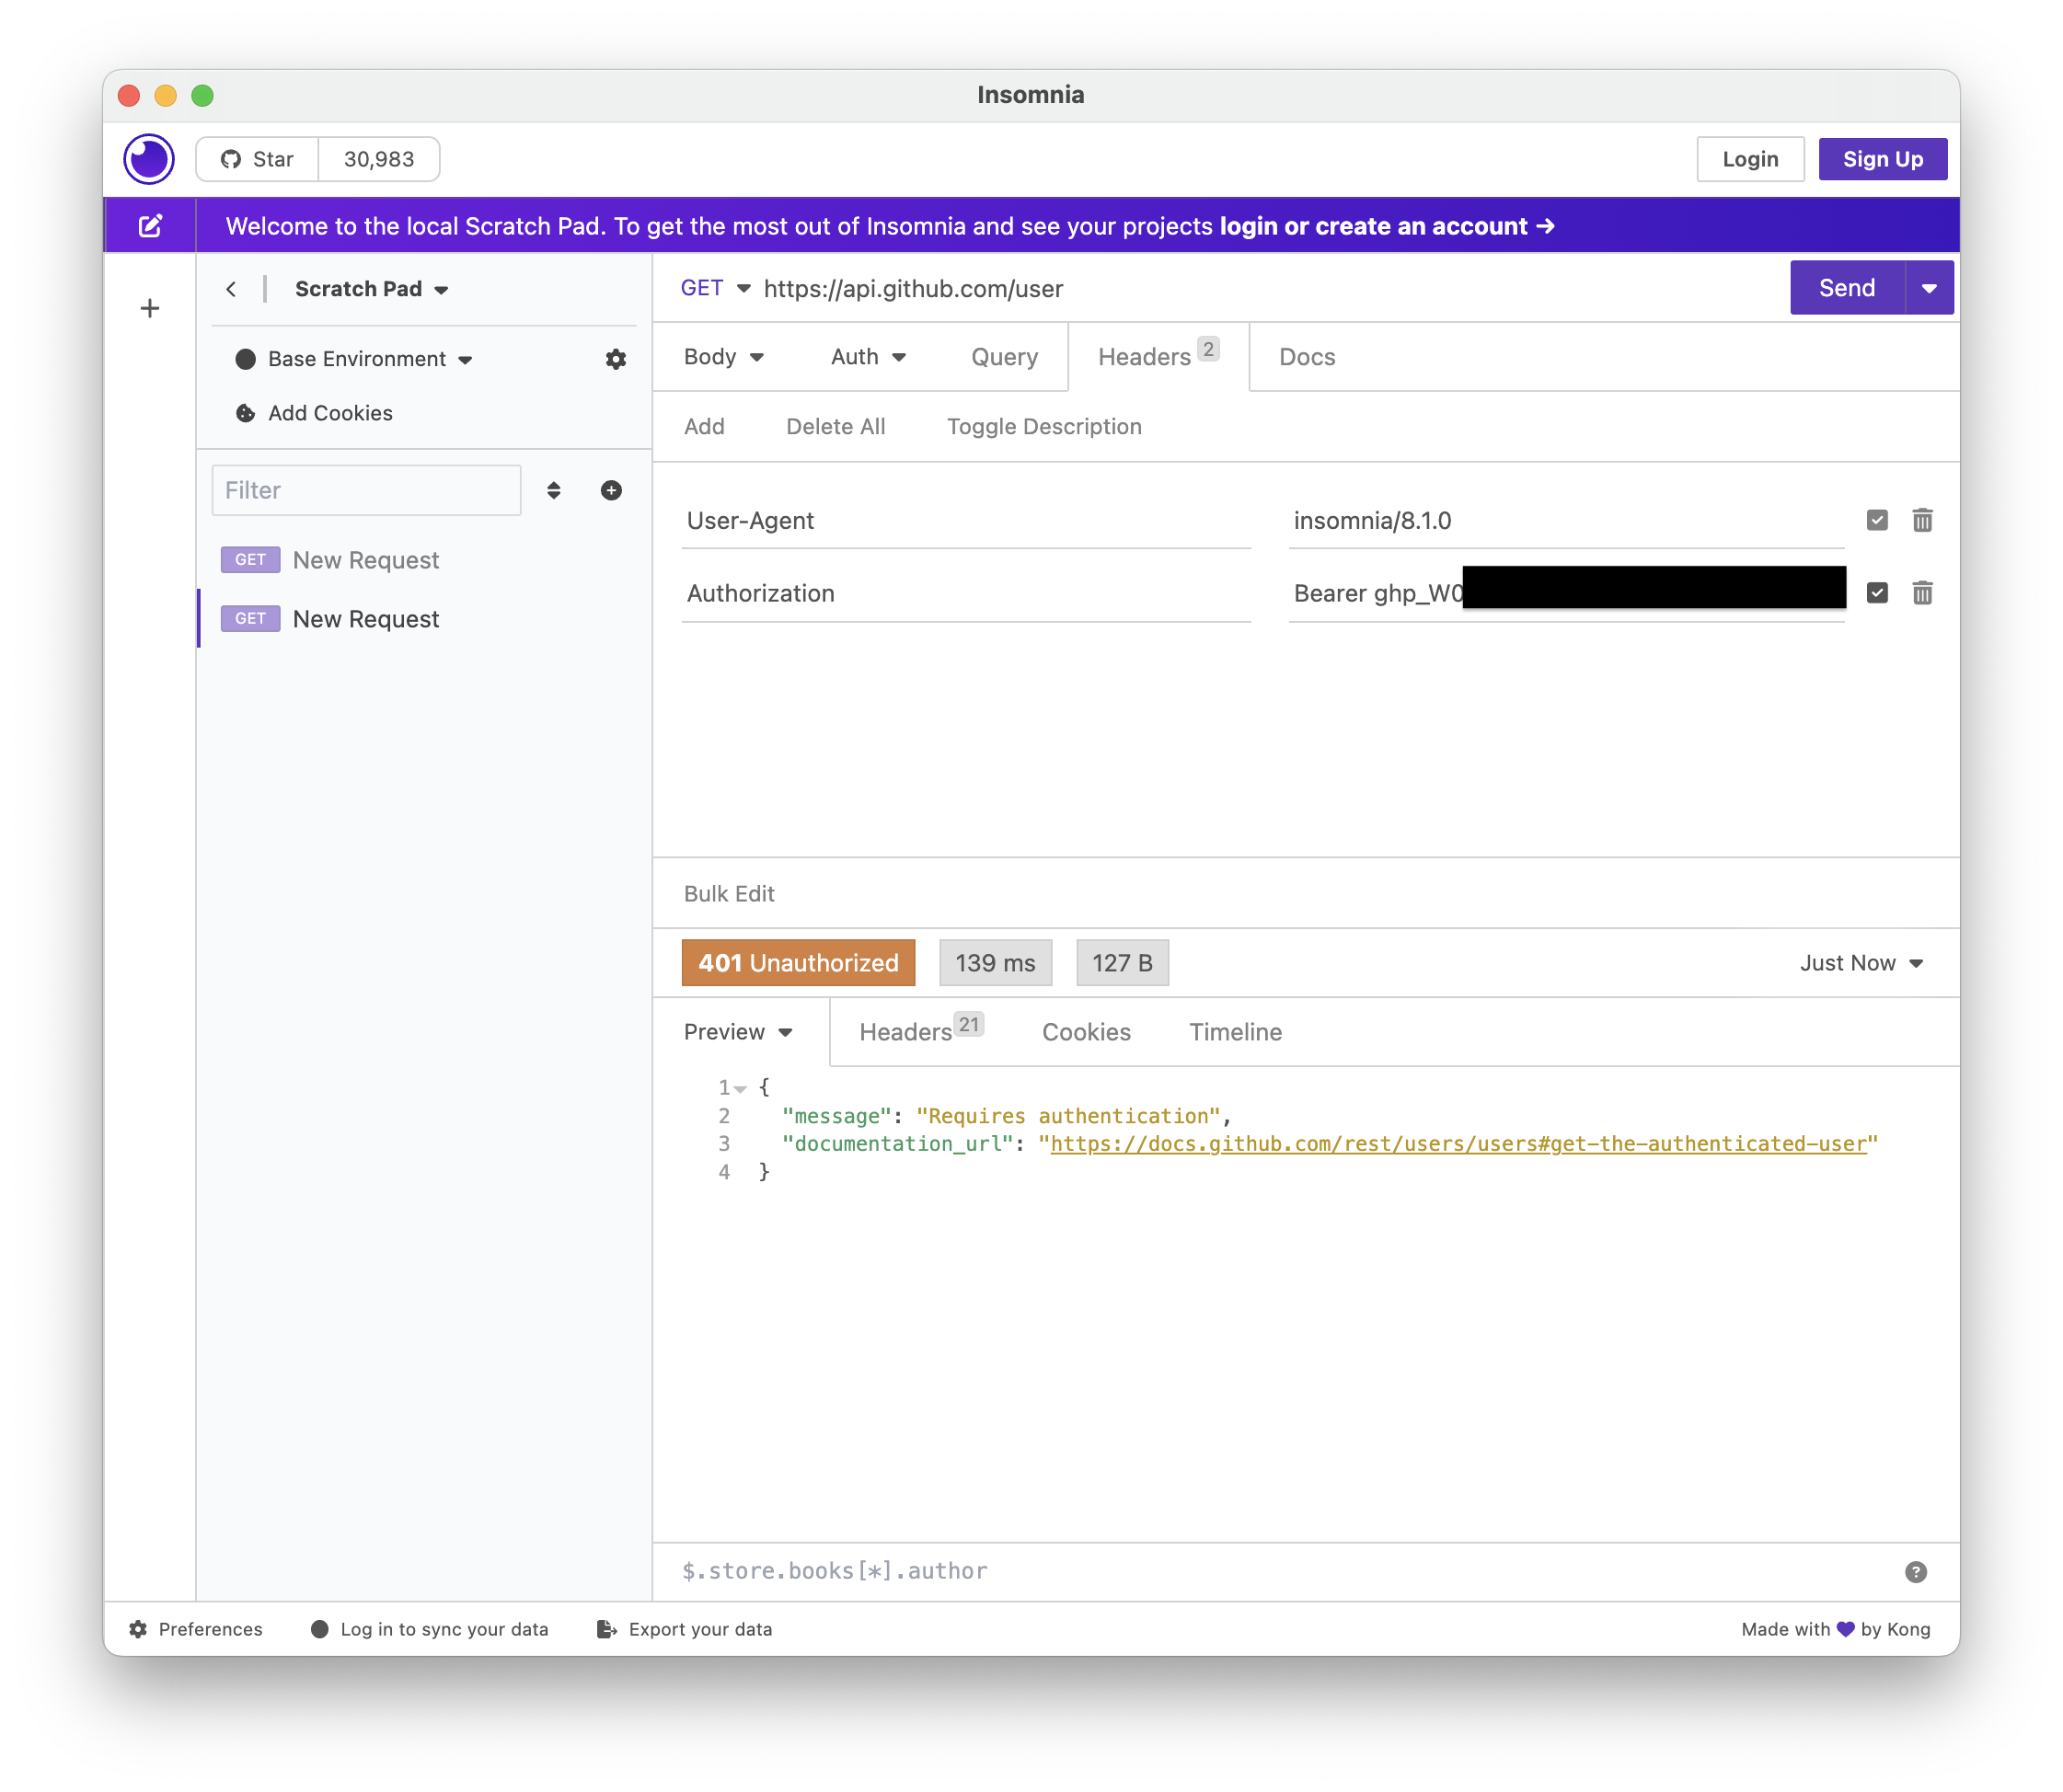 Insomnia
Star 30,983
Login Sign Up
Welcome to the local Scratch Pad. To get the most out of Insomnia and see your projects login or create an account →
Scratch Pad
GET https://api.github.com/user
Send
Base Environment
Add Cookies
Body Auth Query Headers 2 Docs
Add Delete All Toggle Description
Filter
GET New Request
GET New Request
User-Agent insomnia/8.1.0
Authorization Bearer ghp_W0
Bulk Edit
401 Unauthorized 139 ms 127 B Just Now
Preview Headers 21 Cookies Timeline
1 {
2 "message": "Requires authentication",
3 "documentation_url": "https://docs.github.com/rest/users/users#get-the-authenticated-user"
4 }
$.store.books[*].author
Preferences Log in to sync your data Export your data Made with 💜 by Kong